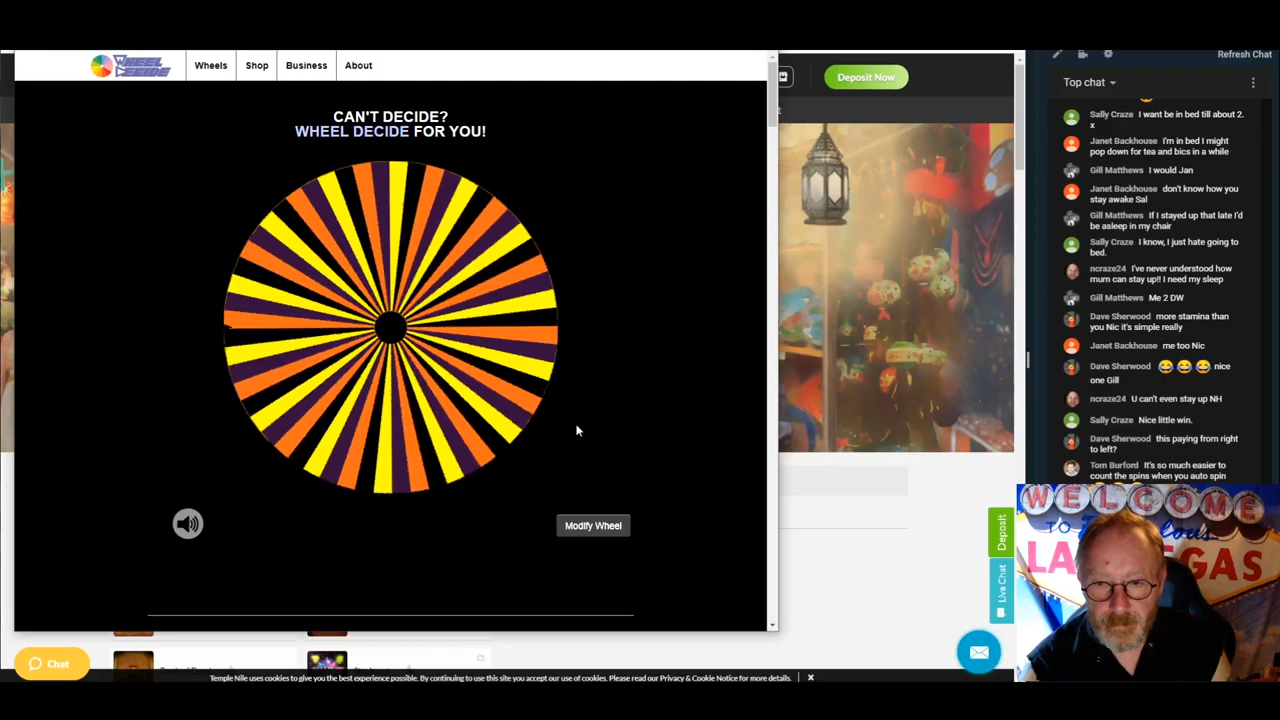 WHEEL DECIDE
Wheels
Shop
Business
About
CAN'T DECIDE?
WHEEL DECIDE FOR YOU!
Modify Wheel
Deposit Now
Refresh Chat
Top chat
Sally Craze I want be in bed till about 2.
x
Janet Backhouse I'm in bed I might
pop down for tea and bics in a while
Gill Matthews I would Jan
Janet Backhouse don't know how you
stay awake Sal
Gill Matthews If I stayed up that late I'd
be asleep in my chair
Sally Craze I know, I just hate going to
bed.
ncraze24 I've never understood how
mum can stay up!! I need my sleep
Gill Matthews Me 2 DW
Dave Sherwood more stamina than
you Nic it's simple really
Janet Backhouse me too Nic
Dave Sherwood 😂 😂 😂 nice
one Gill
ncraze24 U can't even stay up NH
Sally Craze Nice little win.
Dave Sherwood this paying from right
to left?
Tom Burford It's so much easier to
count the spins when you auto spin
WELCOME
TO
LAS VEGAS
Deposit
Live Chat
Chat
Temple Nile uses cookies to give you the best experience possible. By continuing to use this site you accept our use of cookies. Please read our Privacy & Cookie Notice for more details.
x